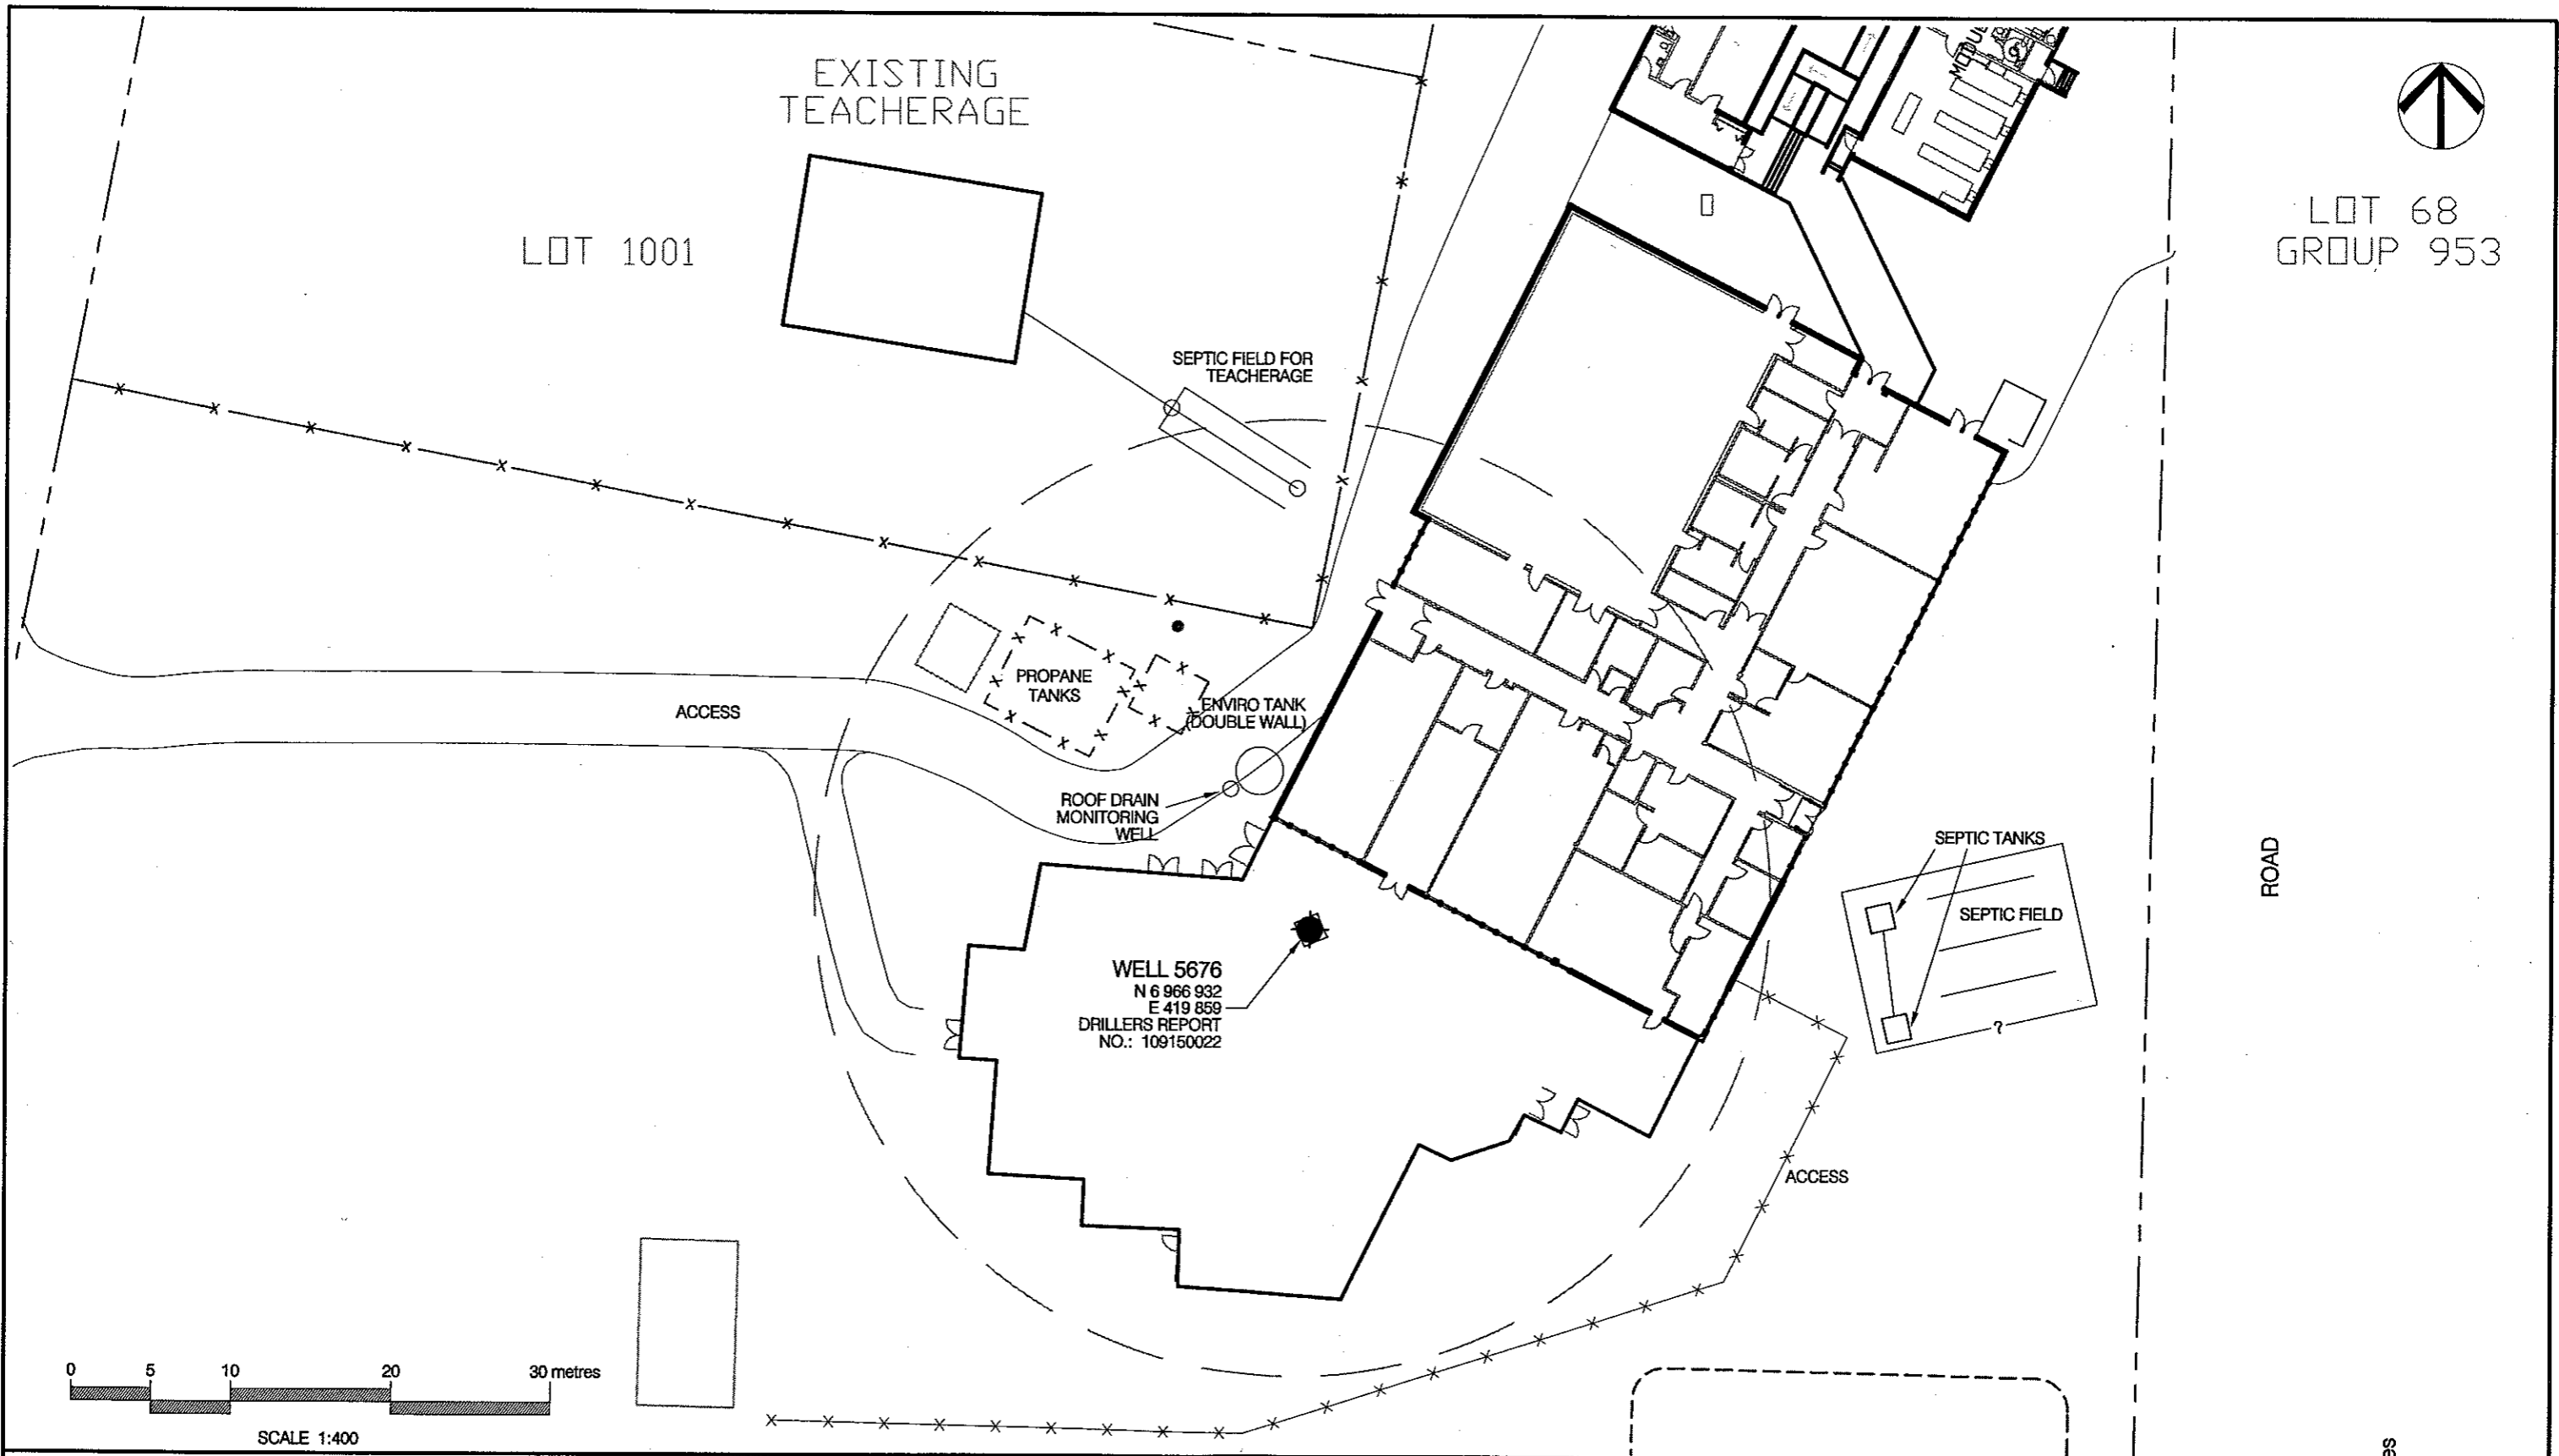 EXISTING
TEACHERAGE
LOT 1001
LOT 68
GROUP 953
SEPTIC FIELD FOR
TEACHERAGE
PROPANE
TANKS
ACCESS
ENVIRO TANK
(DOUBLE WALL)
ROOF DRAIN
MONITORING
WELL
WELL 5676
N 6 966 932
E 419 859
DRILLERS REPORT
NO.: 109150022
SEPTIC TANKS
SEPTIC FIELD
?
ROAD
ACCESS
0 5 10 20 30 metres
SCALE 1:400